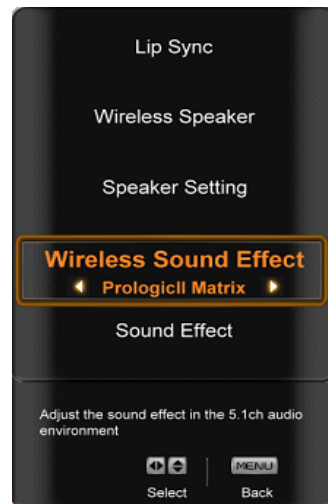 Lip Sync
Wireless Speaker
Speaker Setting
Wireless Sound Effect
PrologicII Matrix
Sound Effect
Adjust the sound effect in the 5.1ch audio
environment
MENU
Select Back